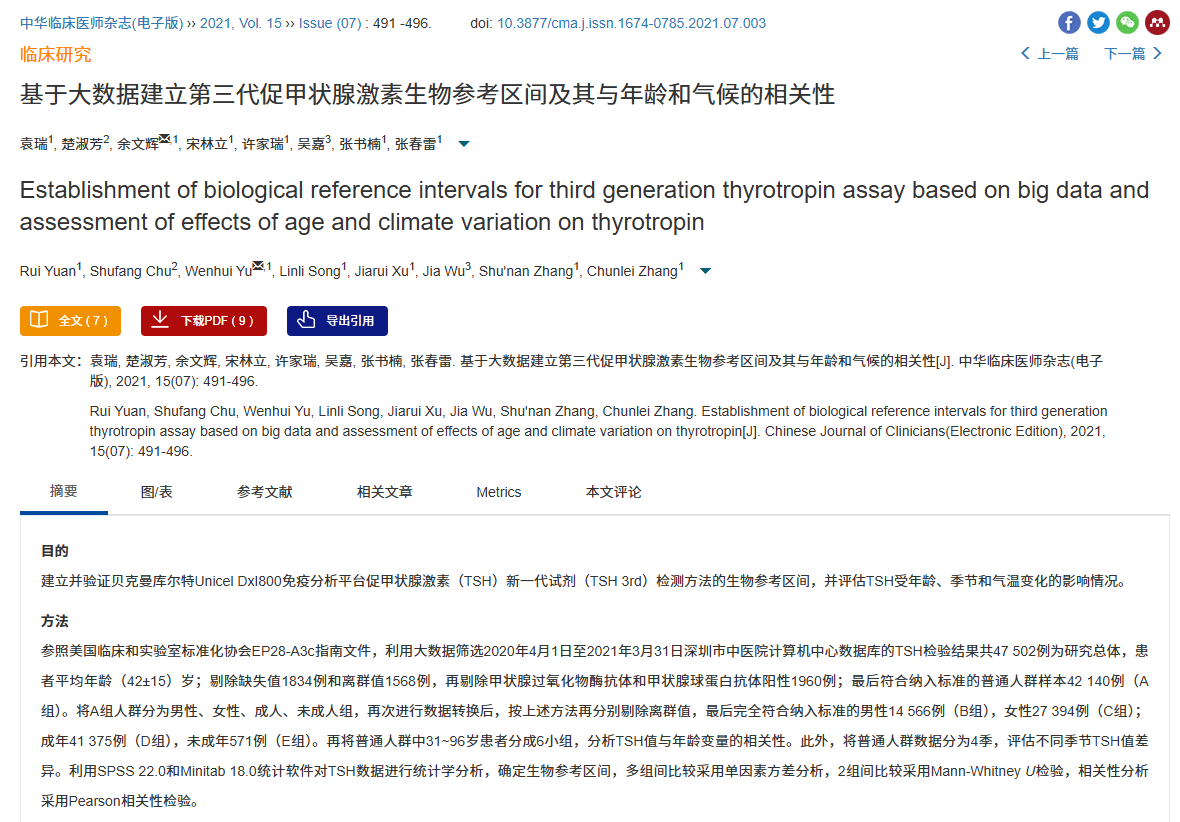 中华临床医师杂志(电子版) ›› 2021, Vol. 15 ›› Issue (07) : 491 -496. doi: 10.3877/cma.j.issn.1674-0785.2021.07.003
临床研究
上一篇 下一篇
基于大数据建立第三代促甲状腺激素生物参考区间及其与年龄和气候的相关性
袁瑞1, 楚淑芳2, 余文辉,1, 宋林立1, 许家瑞1, 吴嘉3, 张书楠1, 张春雷1
Establishment of biological reference intervals for third generation thyrotropin assay based on big data and
assessment of effects of age and climate variation on thyrotropin
Rui Yuan1, Shufang Chu2, Wenhui Yu,1, Linli Song1, Jiarui Xu1, Jia Wu3, Shu'nan Zhang1, Chunlei Zhang1
全文 ( 7 ) 下载PDF ( 9 ) 导出引用
引用本文: 袁瑞, 楚淑芳, 余文辉, 宋林立, 许家瑞, 吴嘉, 张书楠, 张春雷. 基于大数据建立第三代促甲状腺激素生物参考区间及其与年龄和气候的相关性[J]. 中华临床医师杂志(电子
版), 2021, 15(07): 491-496.
Rui Yuan, Shufang Chu, Wenhui Yu, Linli Song, Jiarui Xu, Jia Wu, Shu'nan Zhang, Chunlei Zhang. Establishment of biological reference intervals for third generation
thyrotropin assay based on big data and assessment of effects of age and climate variation on thyrotropin[J]. Chinese Journal of Clinicians(Electronic Edition), 2021,
15(07): 491-496.
摘要 图/表 参考文献 相关文章 Metrics 本文评论
目的
建立并验证贝克曼库尔特Unicel DxI800免疫分析平台促甲状腺激素（TSH）新一代试剂（TSH 3rd）检测方法的生物参考区间，并评估TSH受年龄、季节和气温变化的影响情况。
方法
参照美国临床和实验室标准化协会EP28-A3c指南文件，利用大数据筛选2020年4月1日至2021年3月31日深圳市中医院计算机中心数据库的TSH检验结果共47 502例为研究总体，患
者平均年龄（42±15）岁；剔除缺失值1834例和离群值1568例，再剔除甲状腺过氧化物酶抗体和甲状腺球蛋白抗体阳性1960例；最后符合纳入标准的普通人群样本42 140例（A
组）。将A组人群分为男性、女性、成人、未成人组，再次进行数据转换后，按上述方法再分别剔除离群值，最后完全符合纳入标准的男性14 566例（B组），女性27 394例（C组）；
成年41 375例（D组），未成年571例（E组）。再将普通人群中31~96岁患者分成6小组，分析TSH值与年龄变量的相关性。此外，将普通人群数据分为4季，评估不同季节TSH值差
异。利用SPSS 22.0和Minitab 18.0统计软件对TSH数据进行统计学分析，确定生物参考区间，多组间比较采用单因素方差分析，2组间比较采用Mann-Whitney U检验，相关性分析
采用Pearson相关性检验。